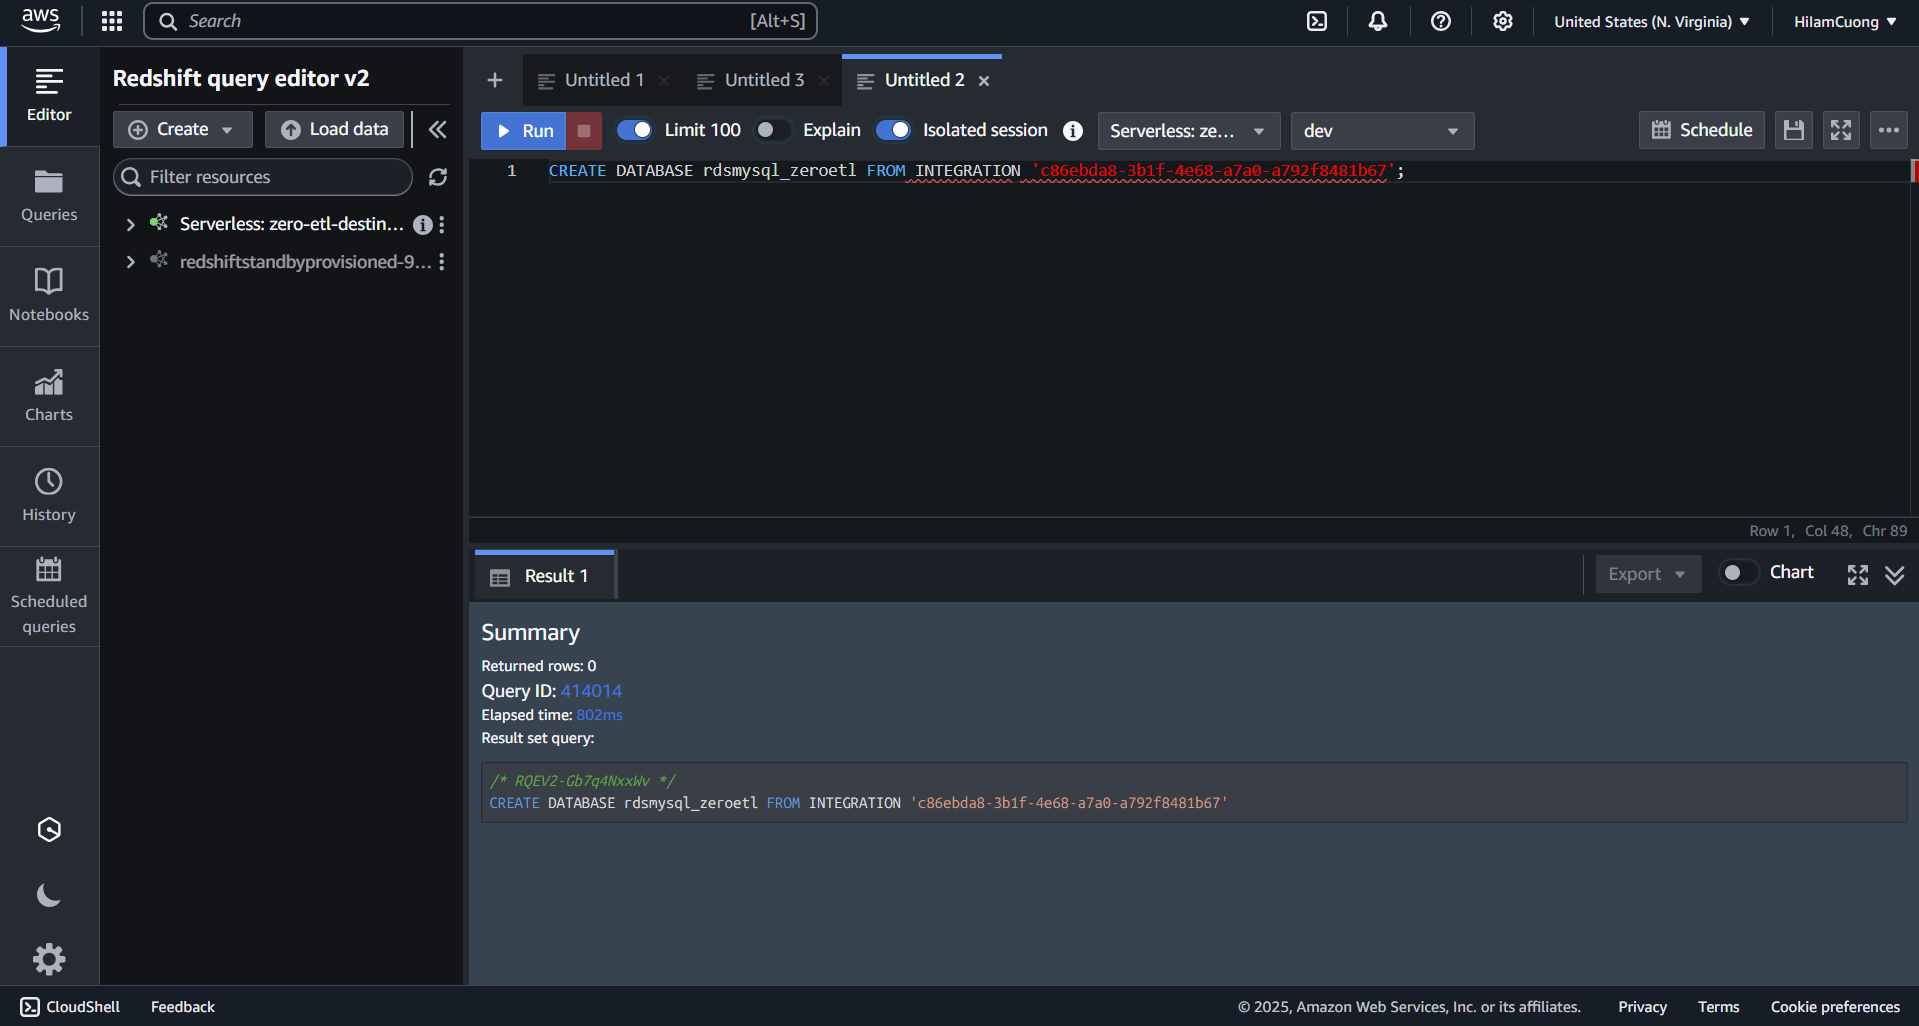 aws
Search
[Alt+S]
United States (N. Virginia)
HilamCuong
Editor
Queries
Notebooks
Charts
History
Scheduled
queries
Redshift query editor v2
Create
Load data
Filter resources
Serverless: zero-etl-destin...
redshiftstandbyprovisioned-9...
Untitled 1
Untitled 3
Untitled 2
Run
Limit 100
Explain
Isolated session
Serverless: ze...
dev
Schedule
1 CREATE DATABASE rdsmysql_zeroetl FROM INTEGRATION 'c86ebda8-3b1f-4e68-a7a0-a792f8481b67';
Row 1, Col 48, Chr 89
Result 1
Export
Chart
Summary
Returned rows: 0
Query ID: 414014
Elapsed time: 802ms
Result set query:
/* RQEV2-Gb7q4NxxWv */
CREATE DATABASE rdsmysql_zeroetl FROM INTEGRATION 'c86ebda8-3b1f-4e68-a7a0-a792f8481b67'
CloudShell
Feedback
© 2025, Amazon Web Services, Inc. or its affiliates.
Privacy
Terms
Cookie preferences